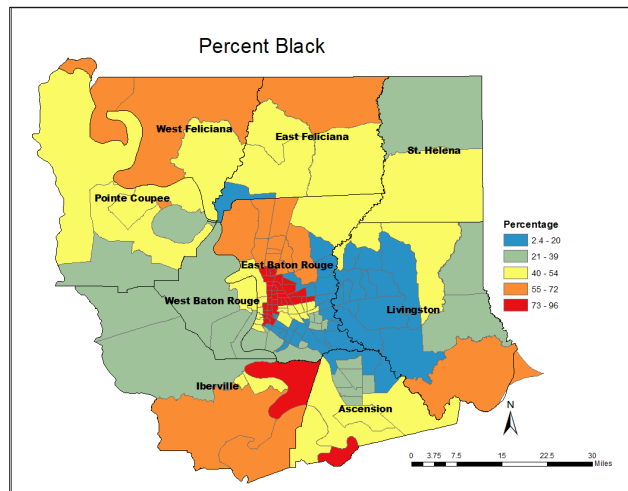 Percent Black
West Feliciana
East Feliciana
St. Helena
Pointe Coupee
Percentage
2.4 - 20
21 - 39
40 - 54
55 - 72
73 - 96
East Baton Rouge
West Baton Rouge
Livingston
Iberville
Ascension
N
0 3.75 7.5 15 22.5 30
Miles